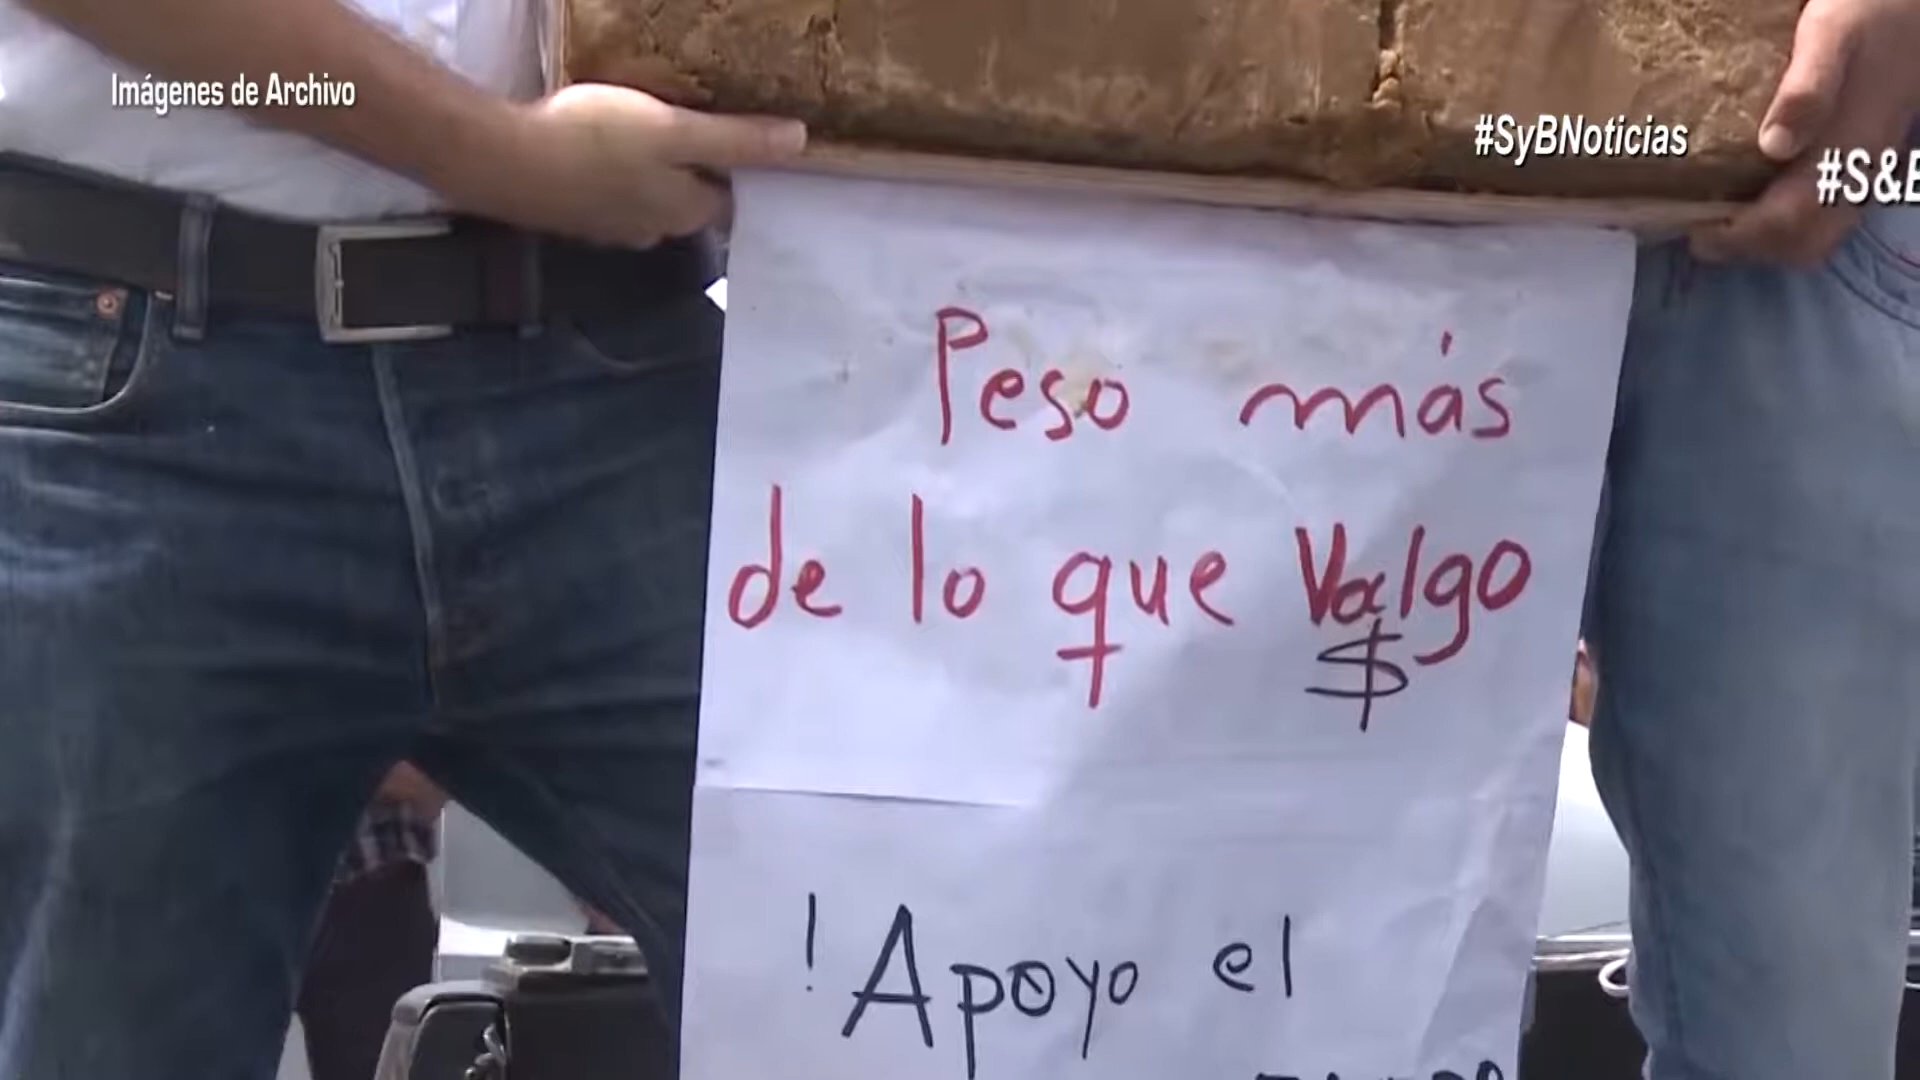 Imágenes de Archivo
#SyBNoticias
#S&B
Peso más
de lo que Valgo
$
! Apoyo el